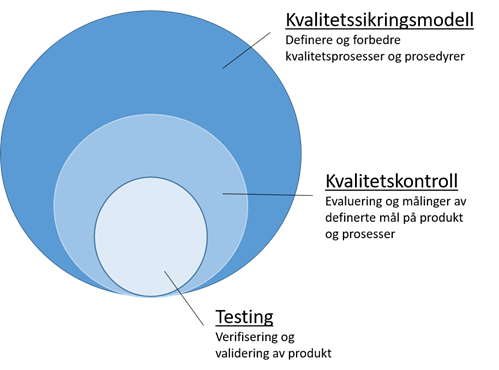 Kvalitetssikringsmodell
Definere og forbedre
kvalitetsprosesser og prosedyrer
Kvalitetskontroll
Evaluering og målinger av
definerte mål på produkt
og prosesser
Testing
Verifisering og
validering av produkt